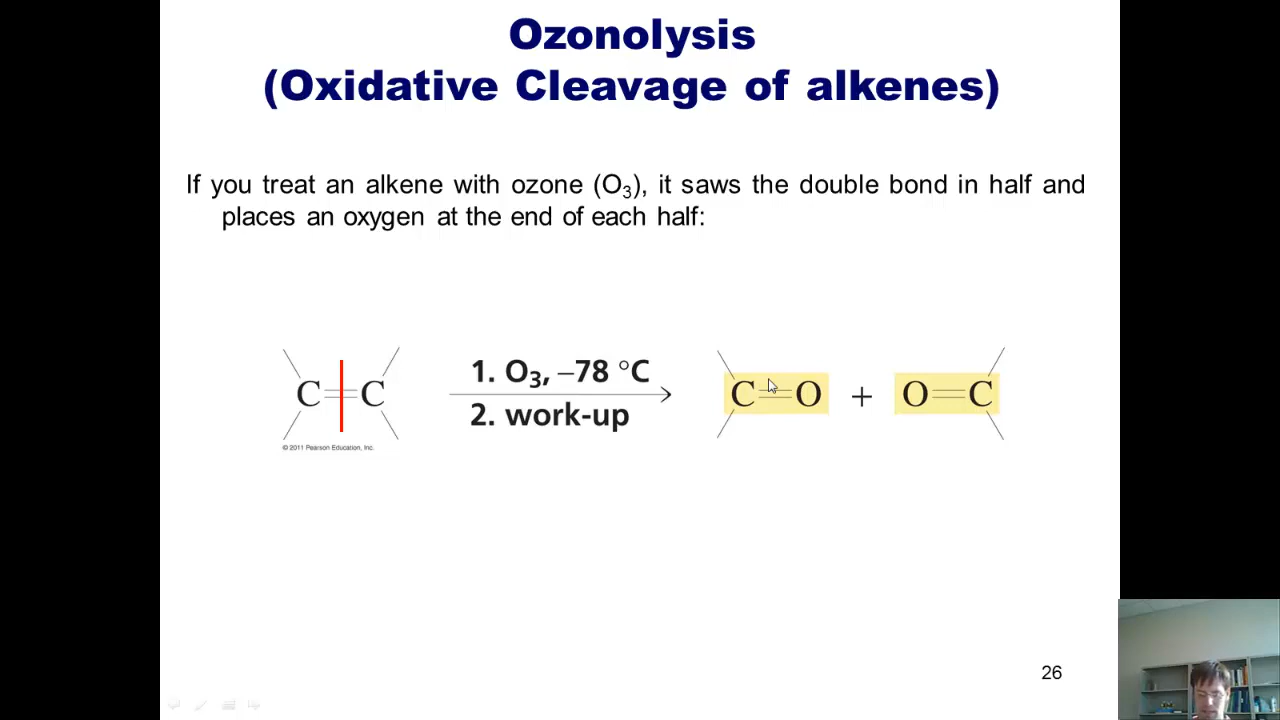 Ozonolysis
(Oxidative Cleavage of alkenes)
If you treat an alkene with ozone (O₃), it saws the double bond in half and
places an oxygen at the end of each half:
1. O₃, –78 °C
C=C
2. work-up
C=O + O=C
© 2011 Pearson Education, Inc.
26